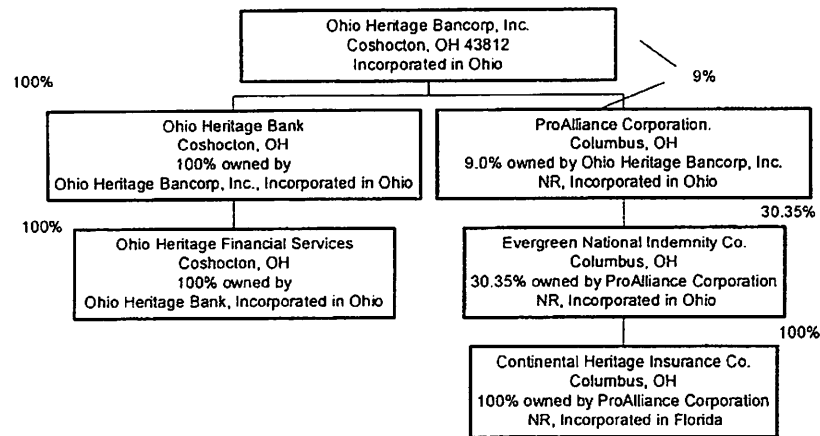 Ohio Heritage Bancorp, Inc.
Coshocton, OH 43812
Incorporated in Ohio
100%
9%
Ohio Heritage Bank
Coshocton, OH
100% owned by
Ohio Heritage Bancorp, Inc., Incorporated in Ohio
ProAlliance Corporation.
Columbus, OH
9.0% owned by Ohio Heritage Bancorp, Inc.
NR, Incorporated in Ohio
100%
30.35%
Ohio Heritage Financial Services
Coshocton, OH
100% owned by
Ohio Heritage Bank, Incorporated in Ohio
Evergreen National Indemnity Co.
Columbus, OH
30.35% owned by ProAlliance Corporation
NR, Incorporated in Ohio
100%
Continental Heritage Insurance Co.
Columbus, OH
100% owned by ProAlliance Corporation
NR, Incorporated in Florida